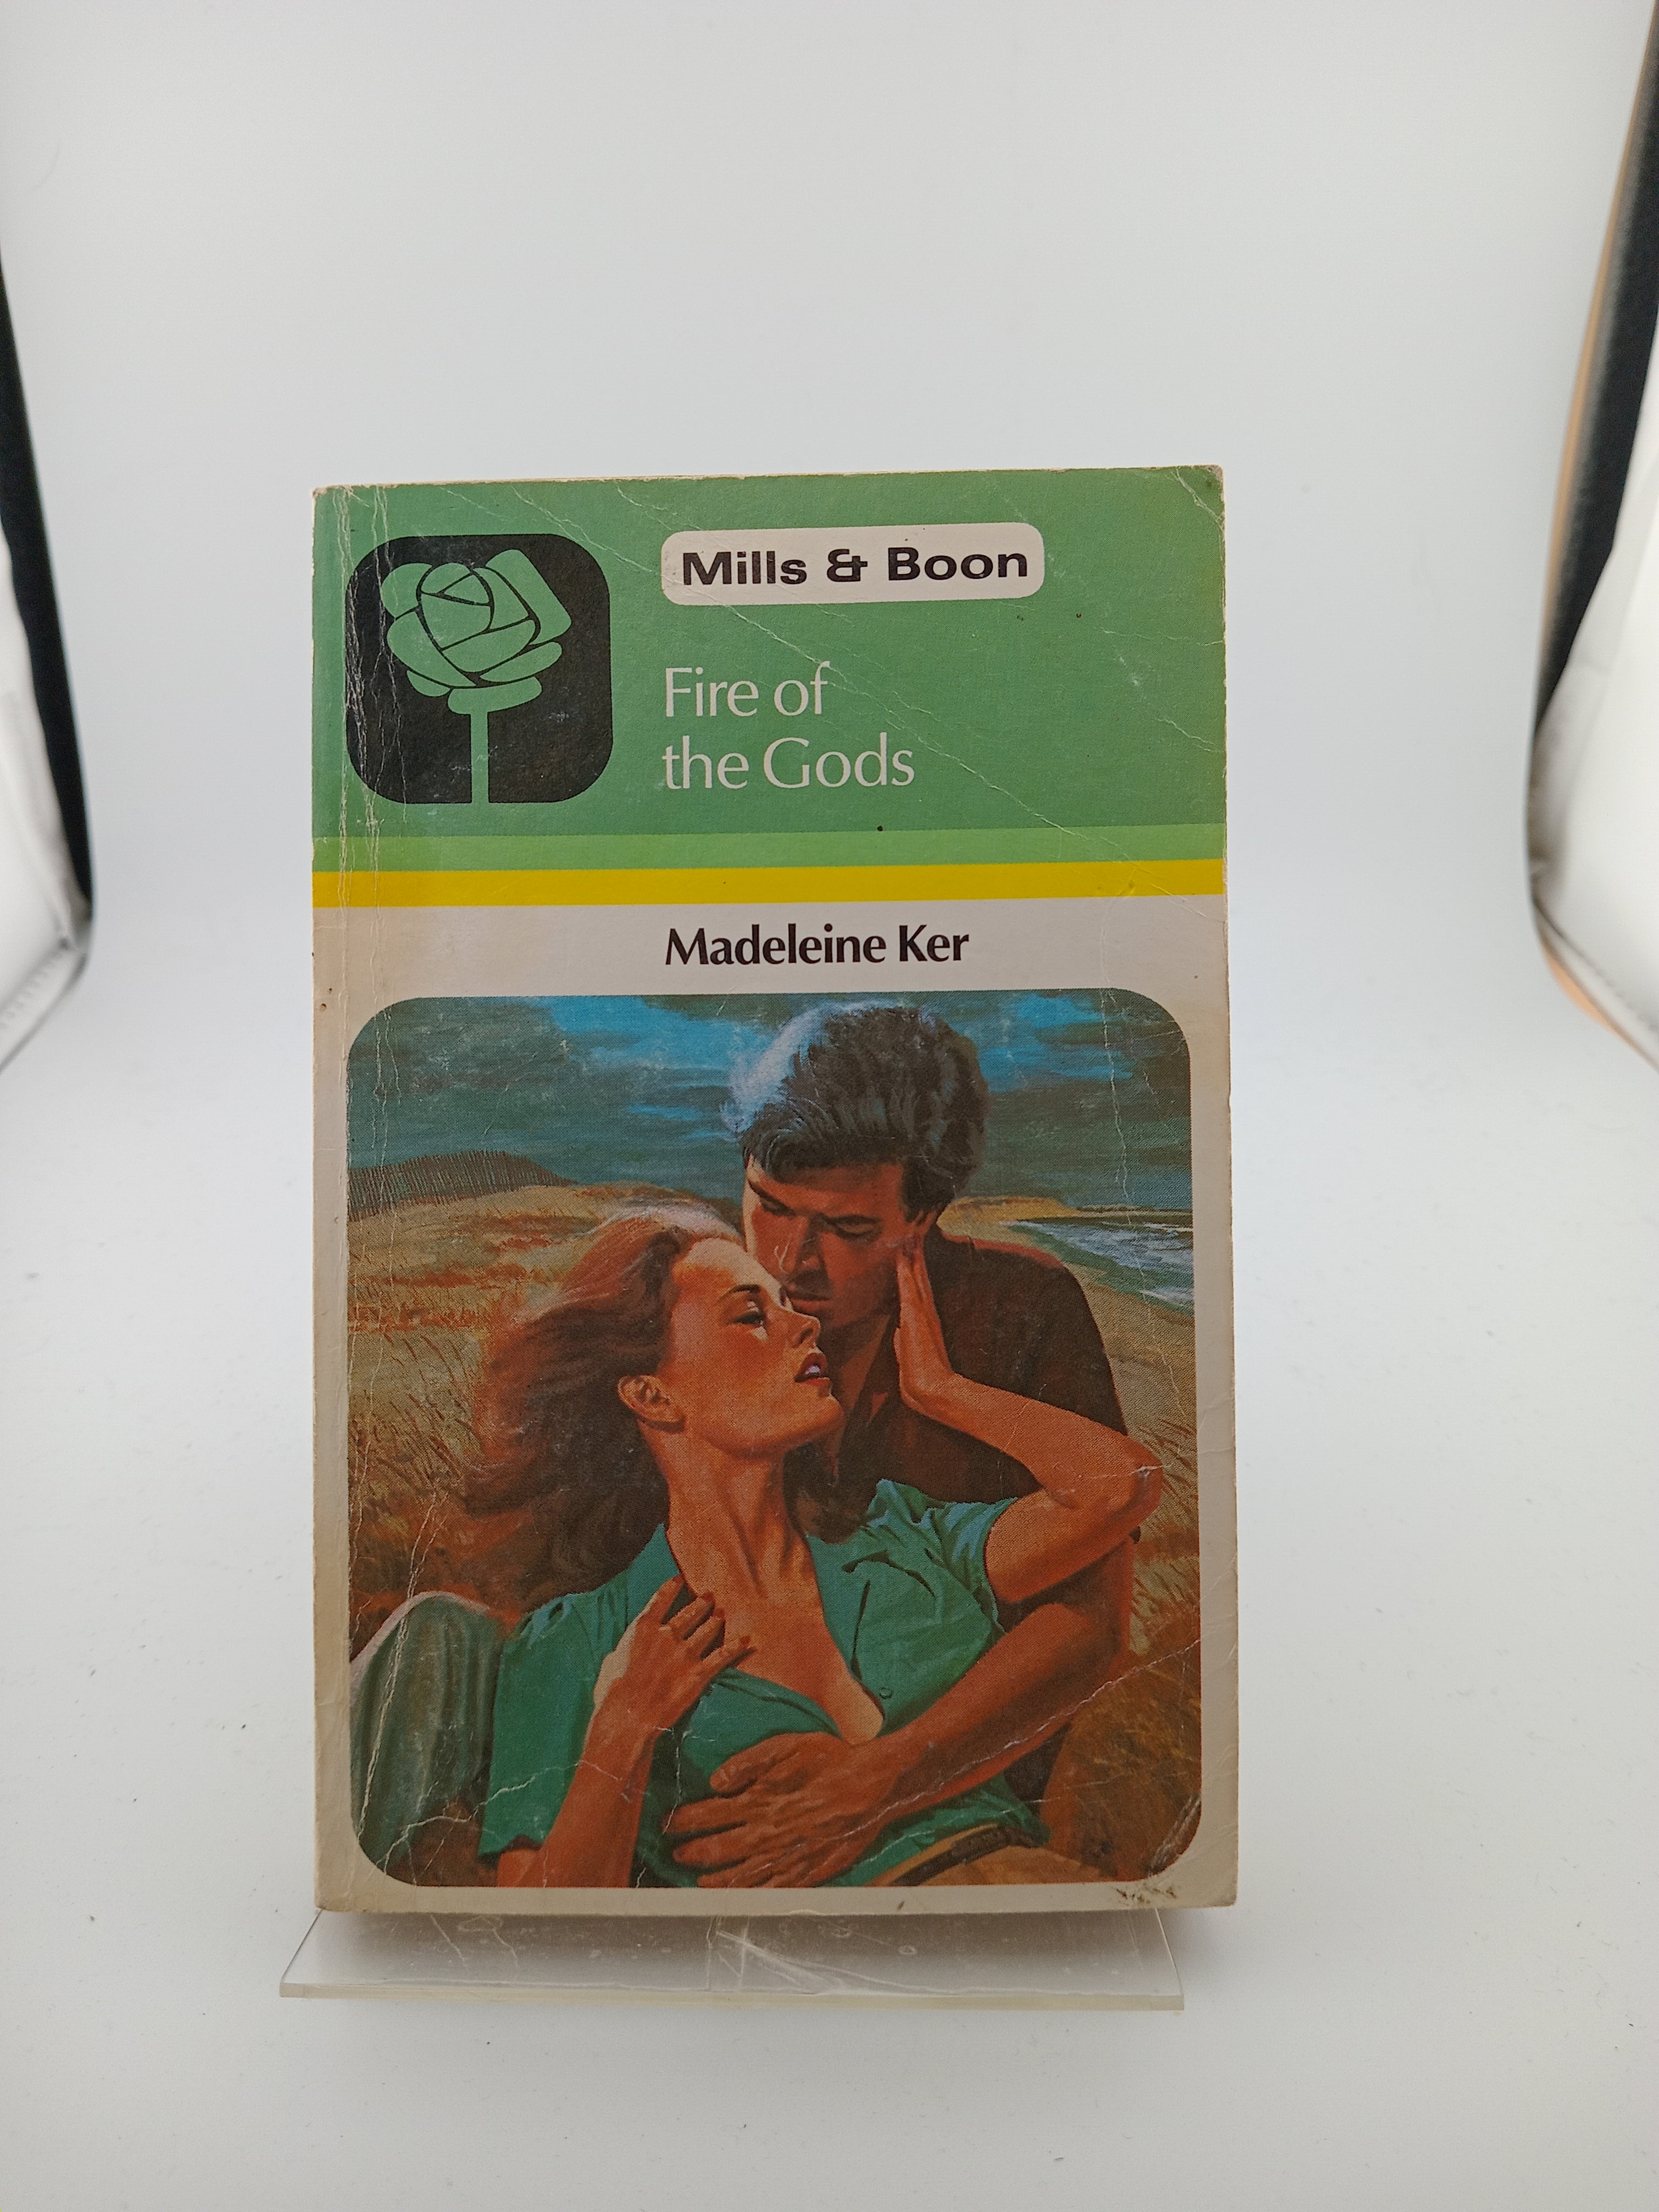 Mills & Boon
Fire of
the Gods
Madeleine Ker